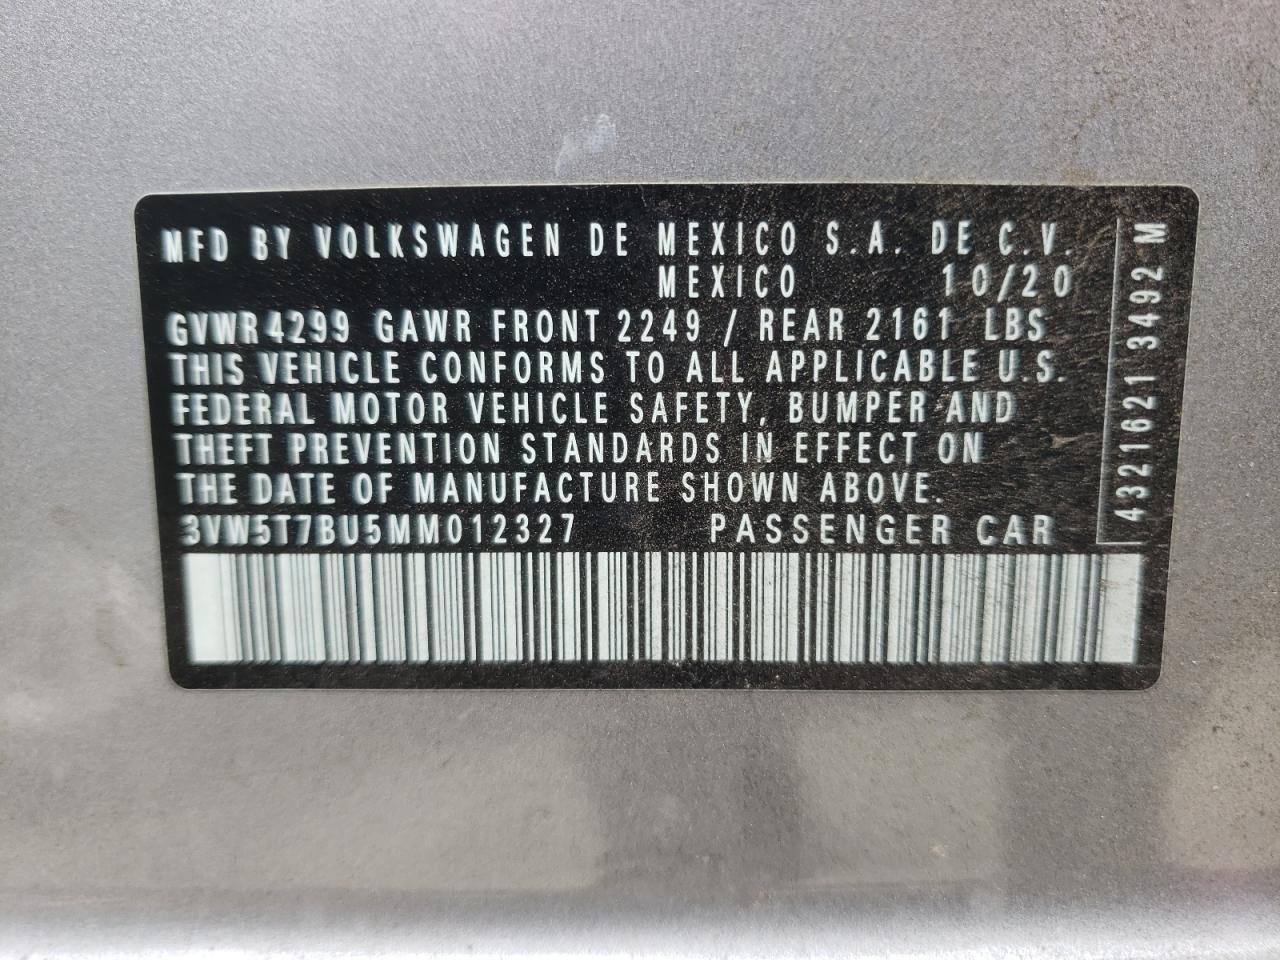 MFD BY VOLKSWAGEN DE MEXICO S.A. DE C.V.
MEXICO 10/20
GVWR 4299 GAWR FRONT 2249 / REAR 2161 LBS
THIS VEHICLE CONFORMS TO ALL APPLICABLE U.S.
FEDERAL MOTOR VEHICLE SAFETY, BUMPER AND
THEFT PREVENTION STANDARDS IN EFFECT ON
THE DATE OF MANUFACTURE SHOWN ABOVE.
3VW5T7BU5MM012327 PASSENGER CAR
4321621 3492 M